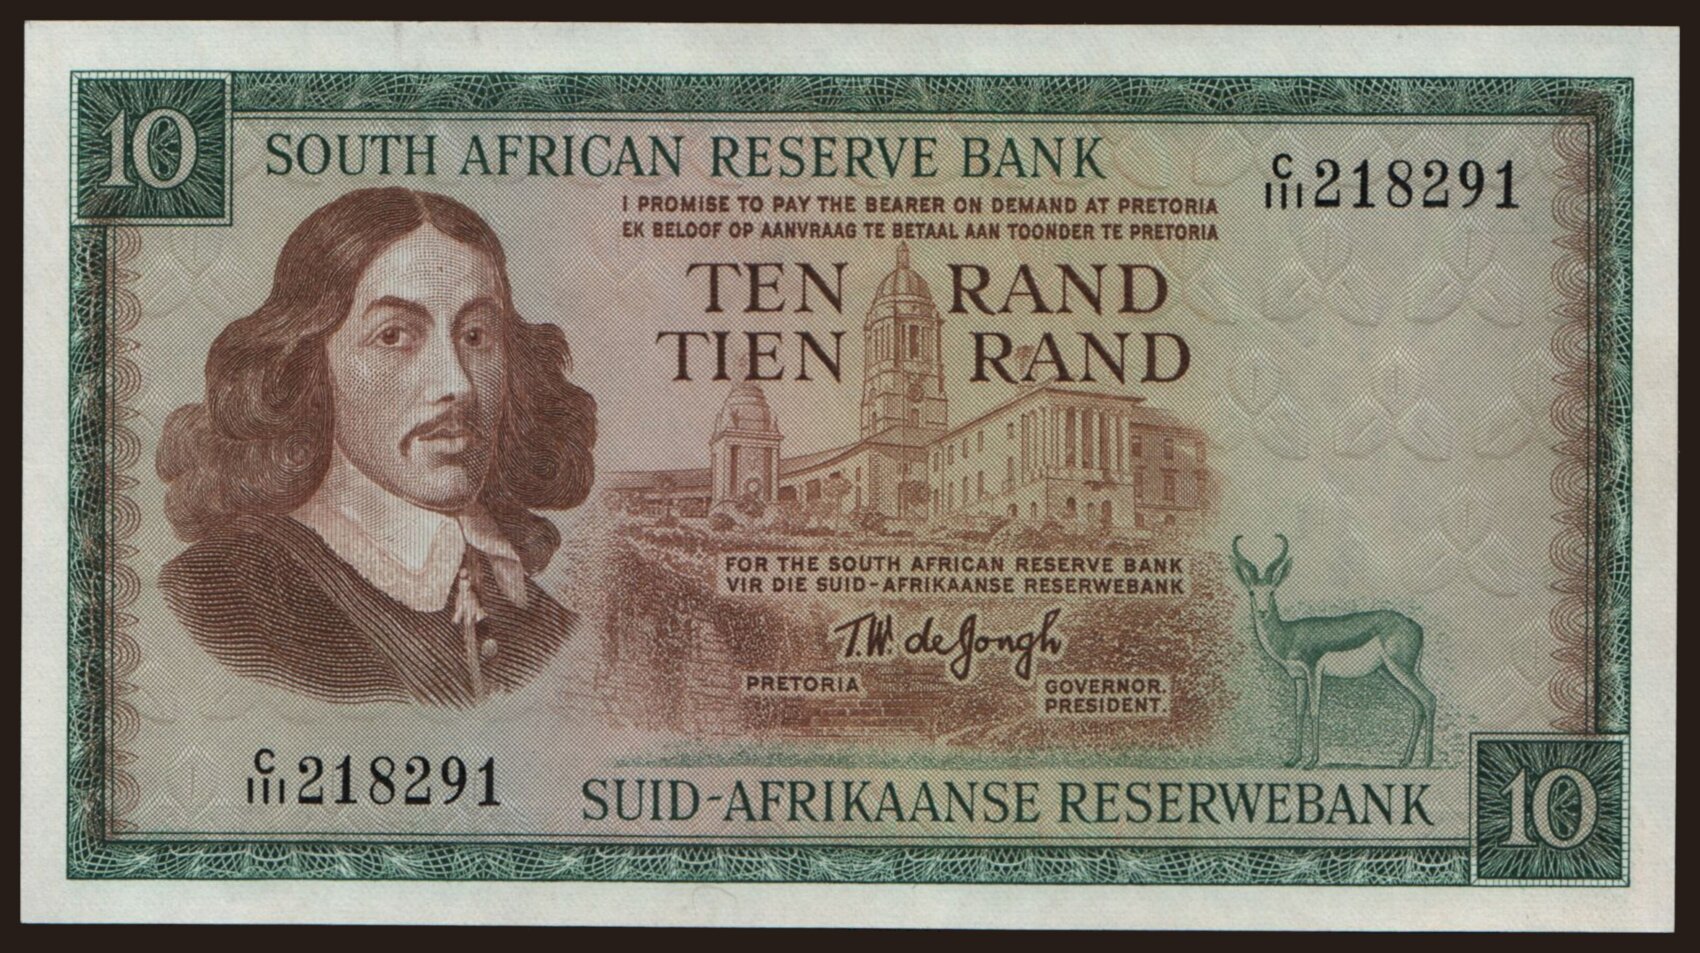 10
SOUTH AFRICAN RESERVE BANK
C/111 218291
I PROMISE TO PAY THE BEARER ON DEMAND AT PRETORIA
EK BELOOF OP AANVRAAG TE BETAAL AAN TOONDER TE PRETORIA
TEN RAND
TIEN RAND
FOR THE SOUTH AFRICAN RESERVE BANK
VIR DIE SUID-AFRIKAANSE RESERWEBANK
T.W. de Jongh
PRETORIA
GOVERNOR.
PRESIDENT.
C/111 218291
SUID-AFRIKAANSE RESERWEBANK
10